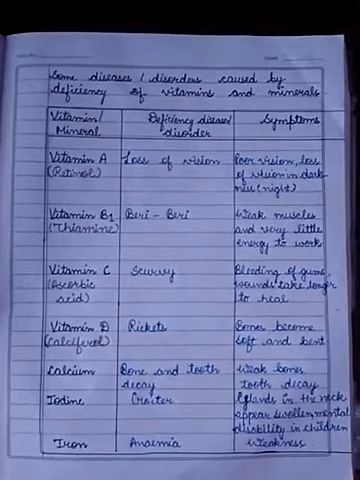 Some diseases / disorders caused by
deficiency of vitamins and minerals
Vitamin/ Deficiency disease/ Symptoms
Mineral disorder
Vitamin A Loss of vision Poor vision, loss
(Retinol) of vision in dark
ness (night)
Vitamin B1 Beri - Beri Weak muscles
(Thiamine) and very little
energy to work
Vitamin C Scurvy Bleeding of gums,
(Ascorbic wounds take longer
acid) to heal
Vitamin D Rickets Bones become
(Calciferol) soft and bent
Calcium Bone and tooth Weak bones,
decay tooth decay
Iodine Goiter Glands in the neck
appear swollen mental
disability in children
Iron Anaemia Weakness